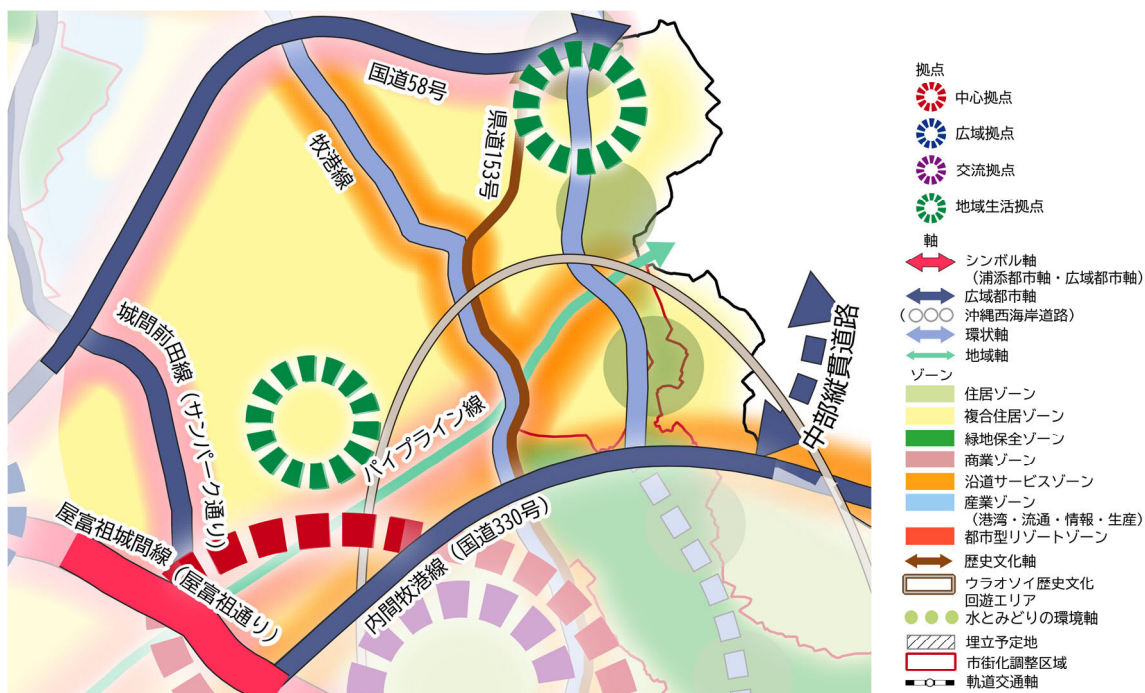 国道58号
牧港線
県道153号
城間前田線（サンパーク通り）
パイプライン線
中部縦貫道路
屋富祖城間線（屋富祖通り）
内間牧港線（国道330号）
拠点
中心拠点
広域拠点
交流拠点
地域生活拠点
軸
シンボル軸
（浦添都市軸・広域都市軸）
広域都市軸
（ 沖縄西海岸道路）
環状軸
地域軸
ゾーン
住居ゾーン
複合住居ゾーン
緑地保全ゾーン
商業ゾーン
沿道サービスゾーン
産業ゾーン
（港湾・流通・情報・生産）
都市型リゾートゾーン
歴史文化軸
ウラオソイ歴史文化
回遊エリア
水とみどりの環境軸
埋立予定地
市街化調整区域
軌道交通軸